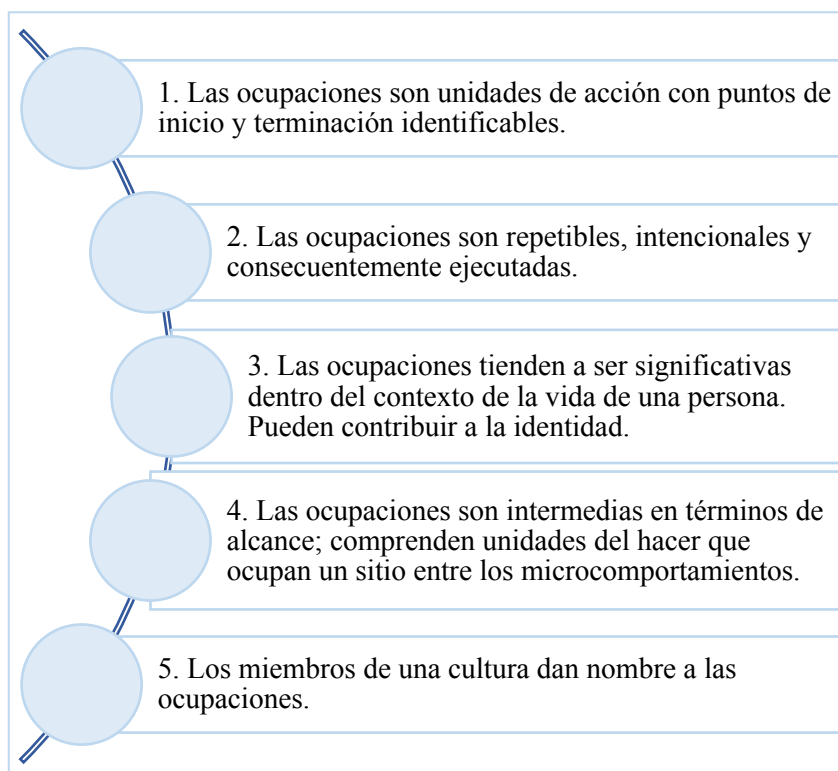 1. Las ocupaciones son unidades de acción con puntos de
inicio y terminación identificables.
2. Las ocupaciones son repetibles, intencionales y
consecuentemente ejecutadas.
3. Las ocupaciones tienden a ser significativas
dentro del contexto de la vida de una persona.
Pueden contribuir a la identidad.
4. Las ocupaciones son intermedias en términos de
alcance; comprenden unidades del hacer que
ocupan un sitio entre los microcomportamientos.
5. Los miembros de una cultura dan nombre a las
ocupaciones.